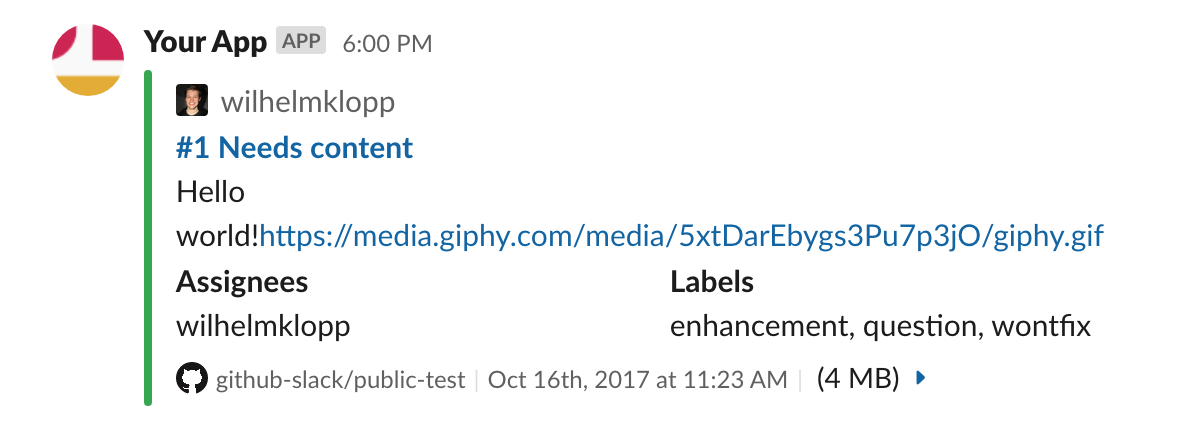 Your App APP 6:00 PM
wilhelmklopp
#1 Needs content
Hello
world!https://media.giphy.com/media/5xtDarEbygs3Pu7p3jO/giphy.gif
Assignees Labels
wilhelmklopp enhancement, question, wontfix
github-slack/public-test | Oct 16th, 2017 at 11:23 AM | (4 MB)